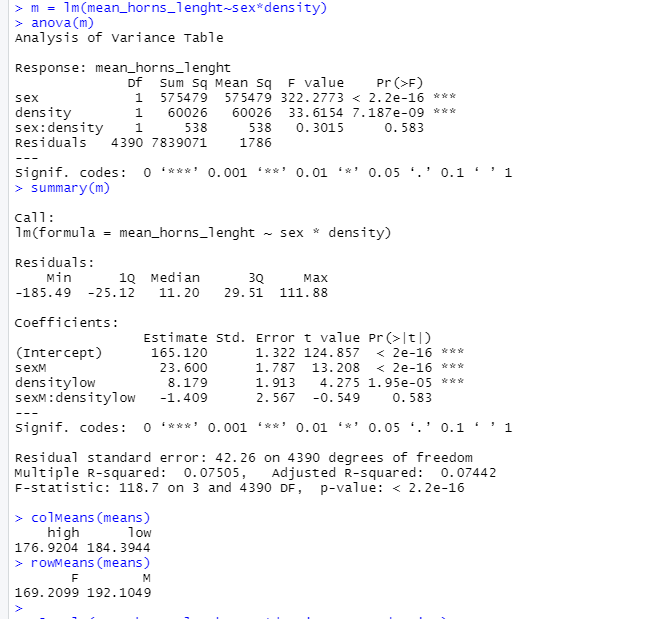 > m = lm(mean_horns_lenght~sex*density)
> anova(m)
Analysis of Variance Table
Response: mean_horns_lenght
Df Sum Sq Mean Sq F value Pr(>F)
sex 1 575479 575479 322.2773 < 2.2e-16 ***
density 1 60026 60026 33.6154 7.187e-09 ***
sex:density 1 538 538 0.3015 0.583
Residuals 4390 7839071 1786
---
Signif. codes: 0 ‘***’ 0.001 ‘**’ 0.01 ‘*’ 0.05 ‘.’ 0.1 ‘ ’ 1
> summary(m)
Call:
lm(formula = mean_horns_lenght ~ sex * density)
Residuals:
Min 1Q Median 3Q Max
-185.49 -25.12 11.20 29.51 111.88
Coefficients:
Estimate Std. Error t value Pr(>|t|)
(Intercept) 165.120 1.322 124.857 < 2e-16 ***
sexM 23.600 1.787 13.208 < 2e-16 ***
densitylow 8.179 1.913 4.275 1.95e-05 ***
sexM:densitylow -1.409 2.567 -0.549 0.583
---
Signif. codes: 0 ‘***’ 0.001 ‘**’ 0.01 ‘*’ 0.05 ‘.’ 0.1 ‘ ’ 1
Residual standard error: 42.26 on 4390 degrees of freedom
Multiple R-squared: 0.07505, Adjusted R-squared: 0.07442
F-statistic: 118.7 on 3 and 4390 DF, p-value: < 2.2e-16
> colMeans(means)
high low
176.9204 184.3944
> rowMeans(means)
F M
169.2099 192.1049
>